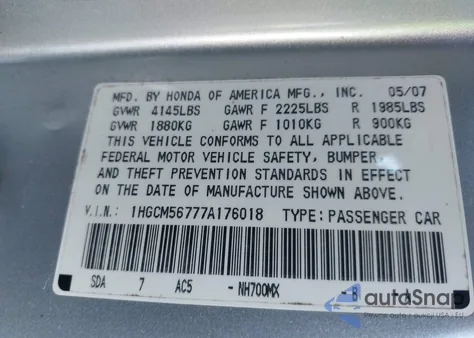 MFD. BY HONDA OF AMERICA MFG., INC. 05/07
GVWR 4145LBS GAWR F 2225LBS R 1985LBS
GVWR 1880KG GAWR F 1010KG R 900KG
THIS VEHICLE CONFORMS TO ALL APPLICABLE
FEDERAL MOTOR VEHICLE SAFETY, BUMPER,
AND THEFT PREVENTION STANDARDS IN EFFECT
ON THE DATE OF MANUFACTURE SHOWN ABOVE.
V.I.N.: 1HGCM56777A176018 TYPE: PASSENGER CAR
SDA 7 AC5 -NH700MX -B
autoSnap